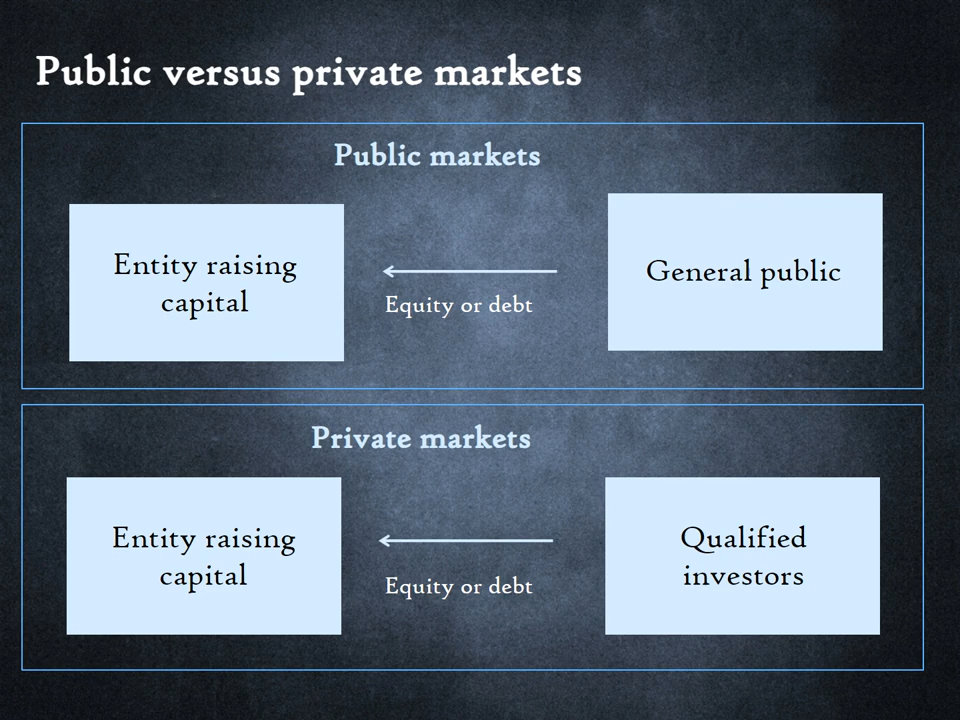 Public versus private markets
Public markets
Entity raising
capital
Equity or debt
General public
Private markets
Entity raising
capital
Equity or debt
Qualified
investors